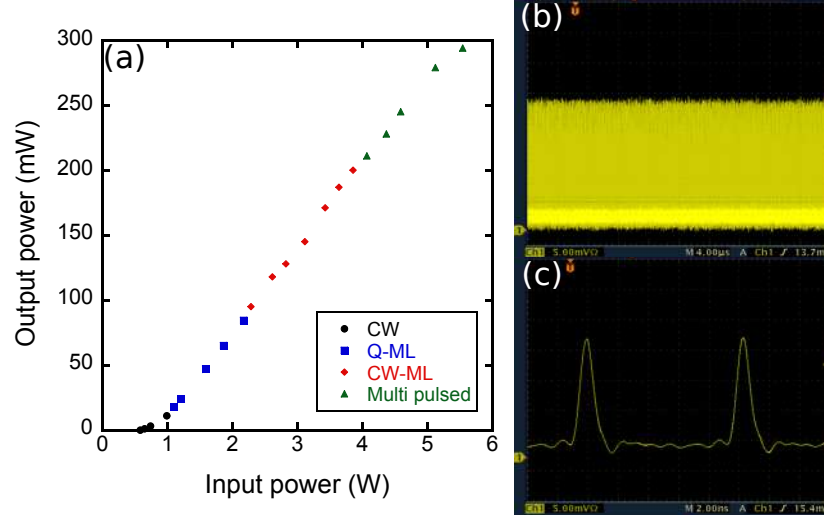 (a)
300
250
200
150
100
50
0
0 1 2 3 4 5 6
Output power (mW)
Input power (W)
CW
Q-ML
CW-ML
Multi pulsed
(b)
T
1
Ch1 5.00mVΩ M 4.00µs A Ch1 ∫ 13.7m
(c)
T
1
Ch1 5.00mVΩ M 2.00ns A Ch1 ∫ 15.4m